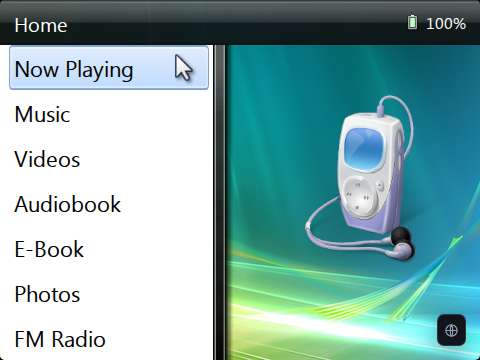 Home
100%
Now Playing
Music
Videos
Audiobook
E-Book
Photos
FM Radio